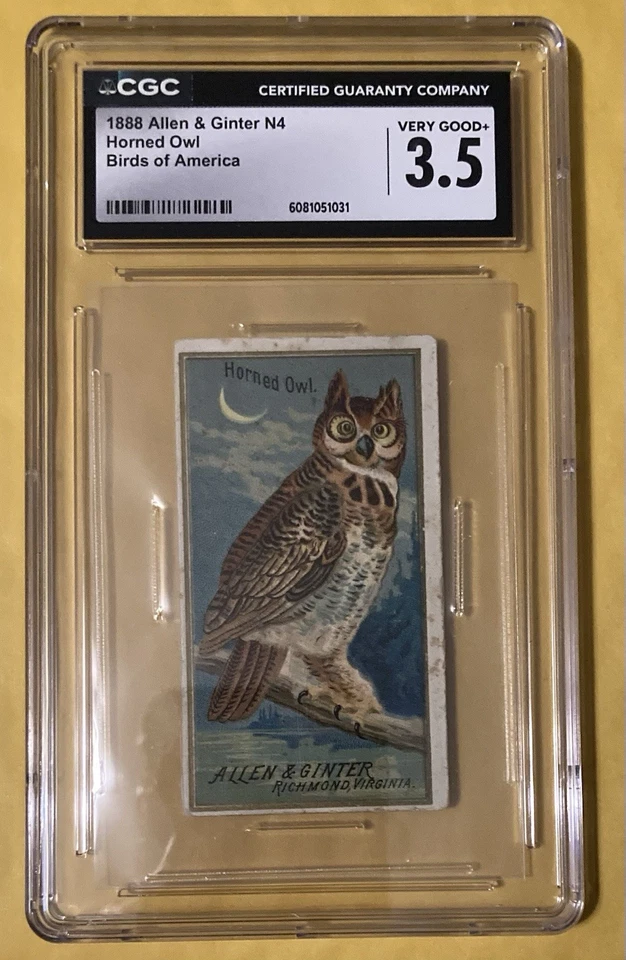 CGC CERTIFIED GUARANTY COMPANY
1888 Allen & Ginter N4
Horned Owl
Birds of America
VERY GOOD+
3.5
6081051031
Horned Owl.
ALLEN & GINTER
RICHMOND, VIRGINIA.